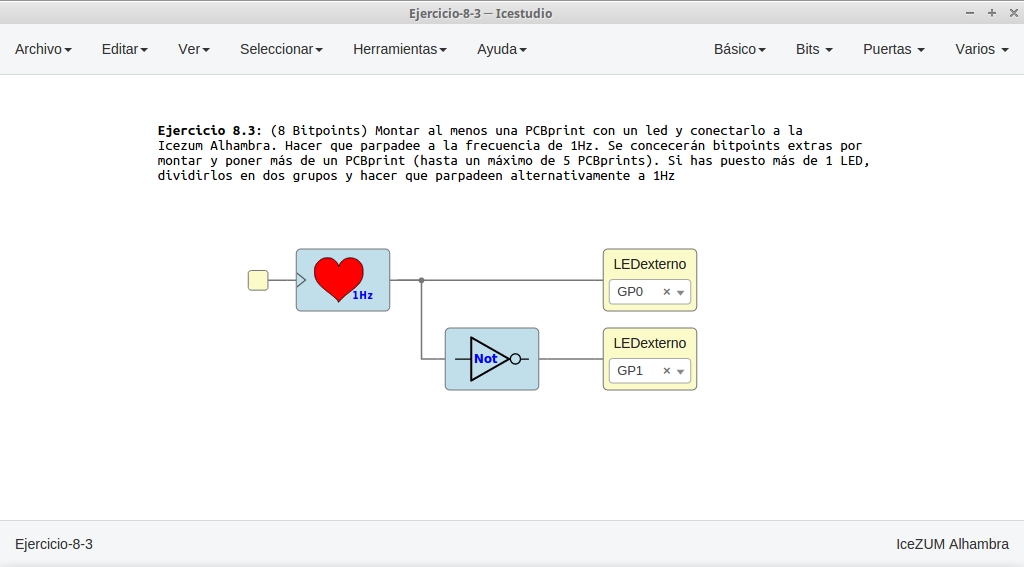 Ejercicio-8-3 — Icestudio
Archivo Editar Ver Seleccionar Herramientas Ayuda Básico Bits Puertas Varios
Ejercicio 8.3: (8 Bitpoints) Montar al menos una PCBprint con un led y conectarlo a la
Icezum Alhambra. Hacer que parpadee a la frecuencia de 1Hz. Se concecerán bitpoints extras por
montar y poner más de un PCBprint (hasta un máximo de 5 PCBprints). Si has puesto más de 1 LED,
dividirlos en dos grupos y hacer que parpadeen alternativamente a 1Hz
LEDexterno
GP0
1Hz
LEDexterno
Not
GP1
Ejercicio-8-3 IceZUM Alhambra